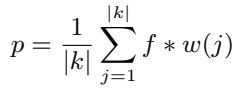 p = \frac{1}{|k|} \sum_{j=1}^{|k|} f * w(j)